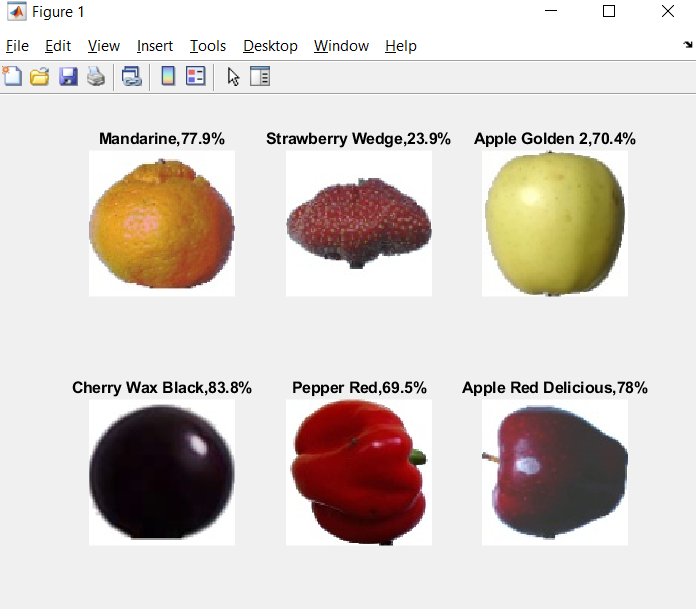 Figure 1
File Edit View Insert Tools Desktop Window Help
Mandarine,77.9% Strawberry Wedge,23.9% Apple Golden 2,70.4%
Cherry Wax Black,83.8% Pepper Red,69.5% Apple Red Delicious,78%